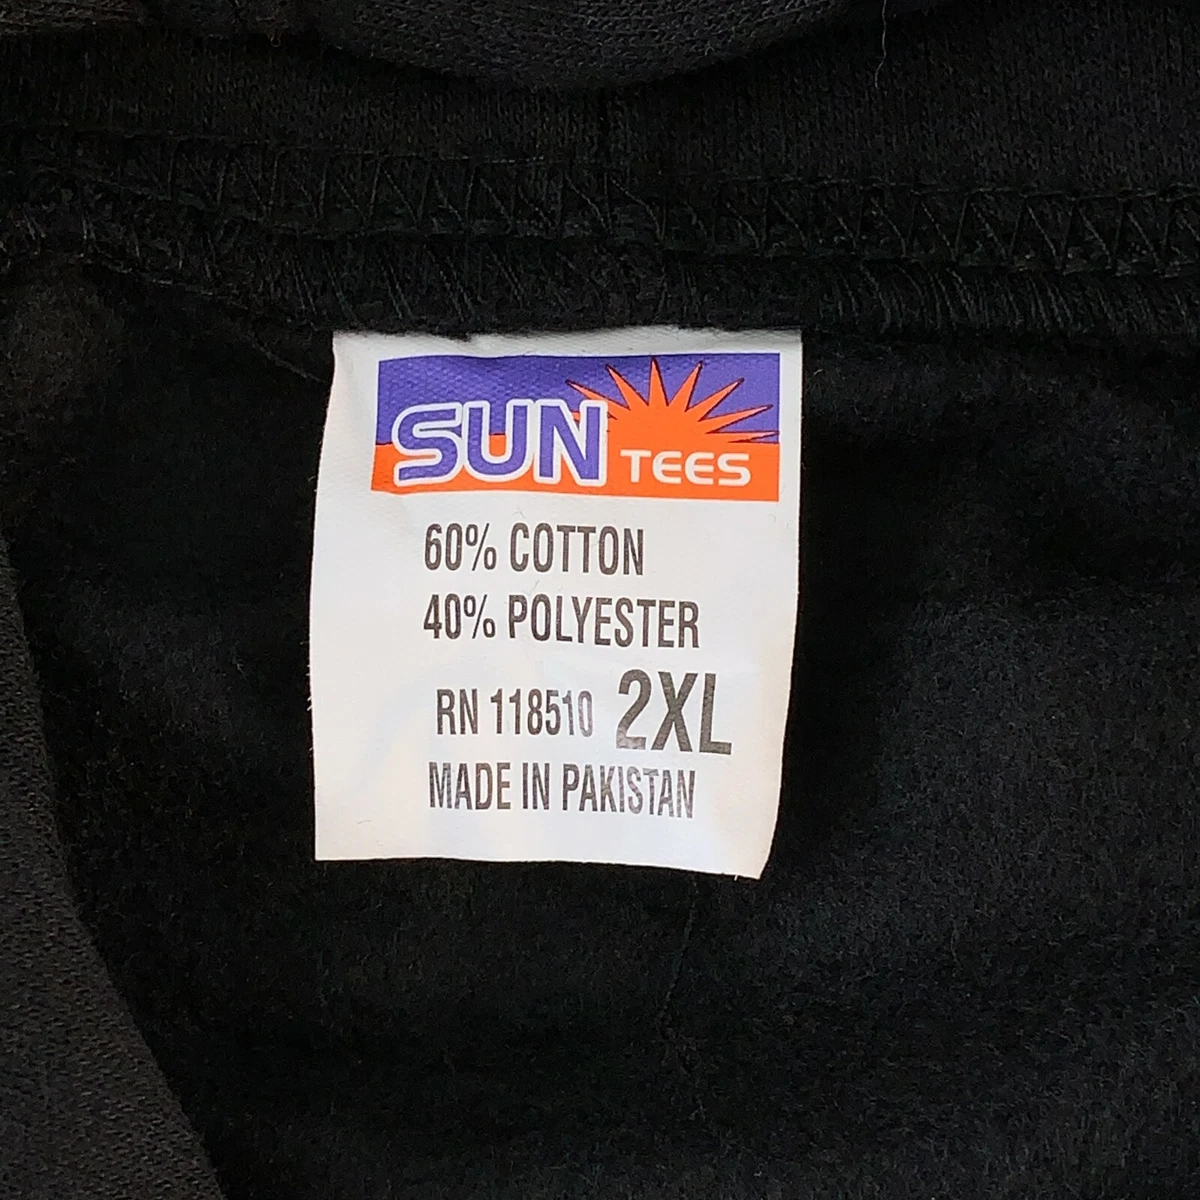 SUN TEES
60% COTTON
40% POLYESTER
RN 118510 2XL
MADE IN PAKISTAN